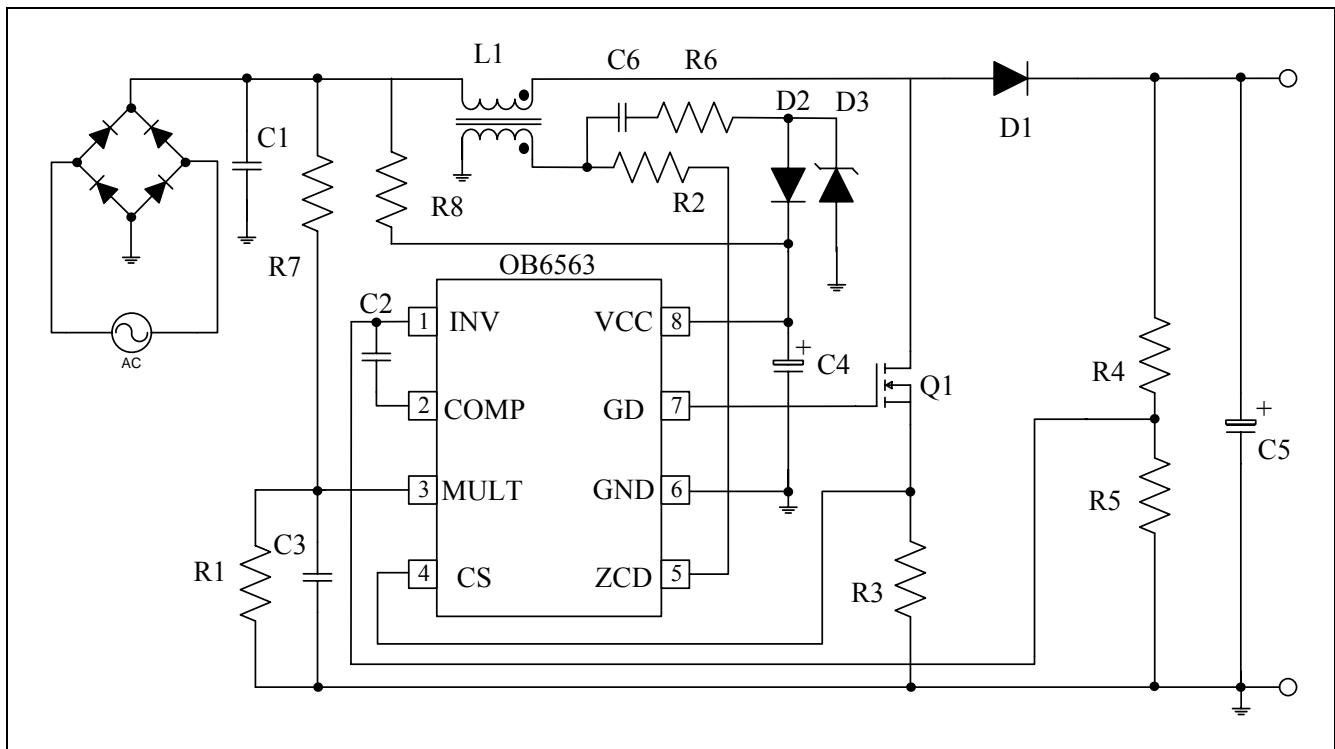 L1
C6 R6
D2 D3
D1
C1
R8
R2
R7
OB6563
AC
C2
1 INV
VCC 8
+
C4
R4
2 COMP
GD 7
Q1
+
C5
3 MULT
GND 6
R5
C3
R1
4 CS
ZCD 5
R3